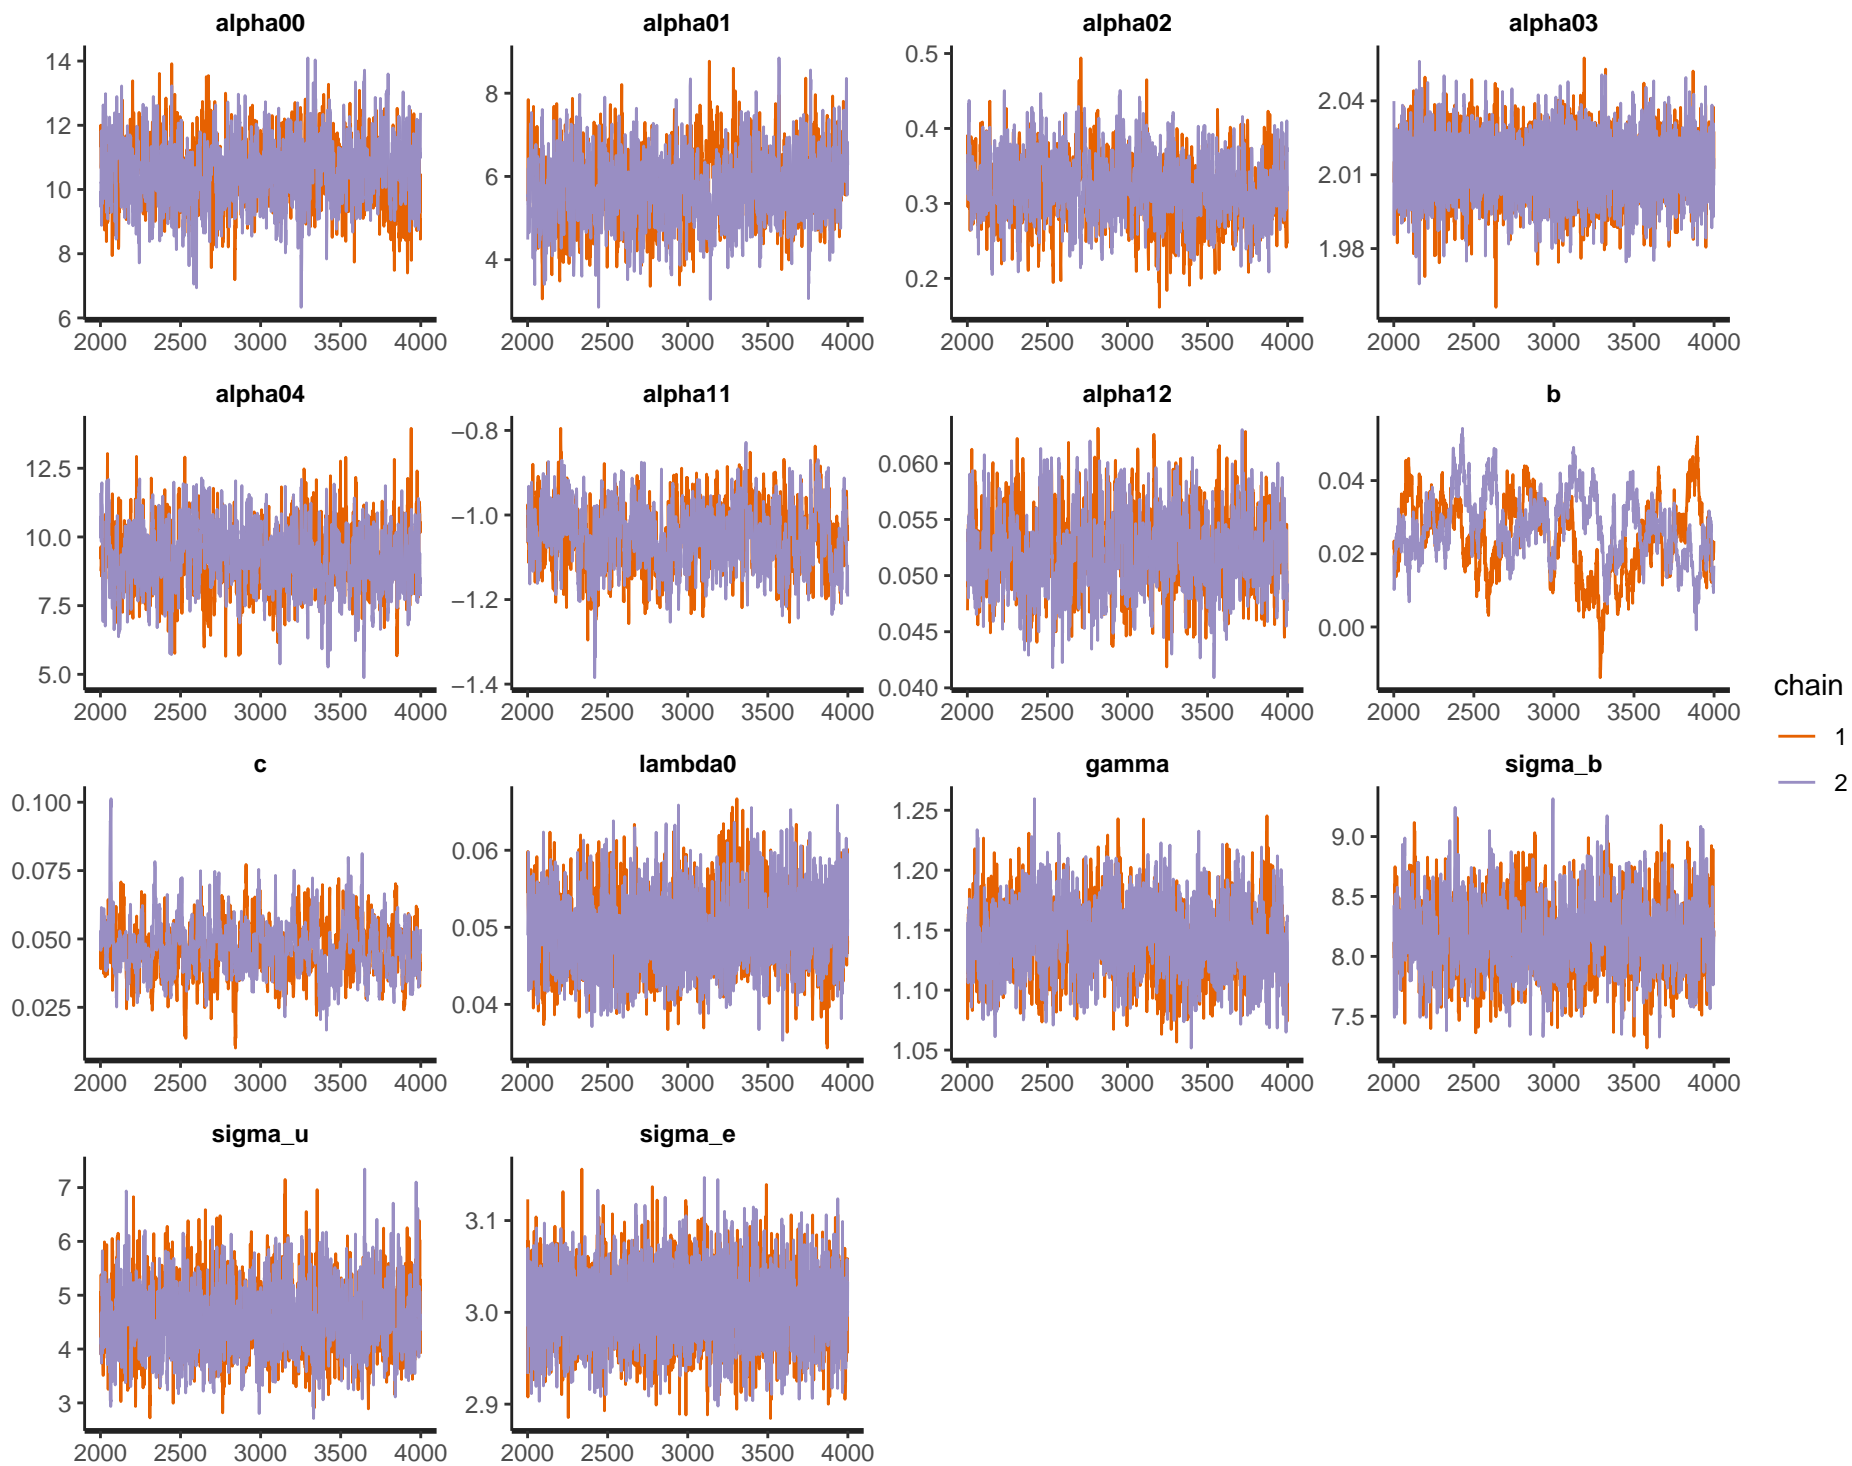 alpha00 alpha01 alpha02 alpha03
14 12 10 8 6
8 6 4
0.5 0.4 0.3 0.2
2.04 2.01 1.98
2000 2500 3000 3500 4000 2000 2500 3000 3500 4000 2000 2500 3000 3500 4000 2000 2500 3000 3500 4000
alpha04 alpha11 alpha12 b
12.5 10.0 7.5 5.0
−0.8 −1.0 −1.2 −1.4
0.060 0.055 0.050 0.045 0.040
0.04 0.02 0.00
2000 2500 3000 3500 4000 2000 2500 3000 3500 4000 2000 2500 3000 3500 4000 2000 2500 3000 3500 4000
chain
1
2
c lambda0 gamma sigma_b
0.100 0.075 0.050 0.025
0.06 0.05 0.04
1.25 1.20 1.15 1.10 1.05
9.0 8.5 8.0 7.5
2000 2500 3000 3500 4000 2000 2500 3000 3500 4000 2000 2500 3000 3500 4000 2000 2500 3000 3500 4000
sigma_u sigma_e
7 6 5 4 3
3.1 3.0 2.9
2000 2500 3000 3500 4000 2000 2500 3000 3500 4000